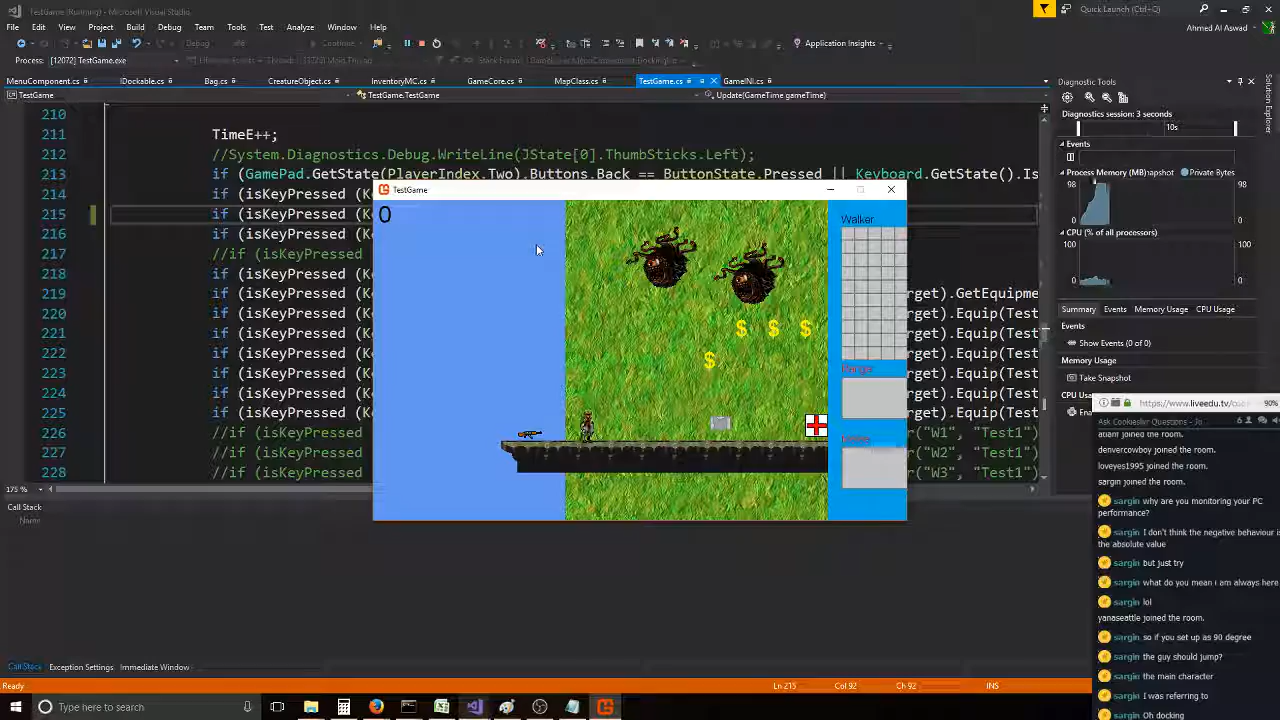 TestGame (Running) - Microsoft Visual Studio
Quick Launch (Ctrl+Q)
File Edit View Project Build Debug Team Tools Test Analyze Window Help
Ahmed Al Aswad
Debug x86 Continue Application Insights
Process: [12072] TestGame.exe
MenuComponent.cs IDockable.cs Bag.cs CreatureObject.cs InventoryMC.cs GameCore.cs MapClass.cs TestGame.cs GameINI.cs
Diagnostic Tools
TestGame TestGame.TestGame Update(GameTime gameTime)
Solution Explorer
210
211 TimeE++;
212 //System.Diagnostics.Debug.WriteLine(JState[0].ThumbSticks.Left);
213 if (GamePad.GetState(PlayerIndex.Two).Buttons.Back == ButtonState.Pressed || Keyboard.GetState().Is
214 if (isKeyPressed (K
215 if (isKeyPressed (K
216 if (isKeyPressed (K
217 //if (isKeyPressed
218 if (isKeyPressed (K
219 if (isKeyPressed (K rget).GetEquipme
220 if (isKeyPressed (K rget).Equip(Test
221 if (isKeyPressed (K rget).Equip(Test
222 if (isKeyPressed (K rget).Equip(Test
223 if (isKeyPressed (K rget).Equip(Test
224 if (isKeyPressed (K rget).Equip(Test
225 if (isKeyPressed (K rget).Equip(Test
226 //if (isKeyPressed r("W1", "Test1")
227 //if (isKeyPressed r("W2", "Test1")
228 //if (isKeyPressed r("W3", "Test1")
TestGame
0
Walker
$ $ $
$
Diagnostics session: 3 seconds
10s
Events
Process Memory (MB) Snapshot Private Bytes
98 98
0 0
CPU (% of all processors)
100 100
0 0
Summary Events Memory Usage CPU Usage
Events
Show Events (0 of 0)
Memory Usage
Take Snapshot
CPU Usage
175 %
Call Stack
Name
https://www.liveedu.tv/
90%
joined the room.
denvercowboy joined the room.
loveyes1995 joined the room.
sargin joined the room.
sargin why are you monitoring your PC
performance?
sargin I don't think the negative behaviour is
the absolute value
sargin but just try
sargin what do you mean i am always here
sargin lol
yanaseattle joined the room.
sargin so if you set up as 90 degree
sargin the guy should jump?
sargin the main character
sargin I was referring to
sargin Oh docking
Call Stack Exception Settings Immediate Window
Ready Ln 215 Col 92 Ch 92 INS
Type here to search